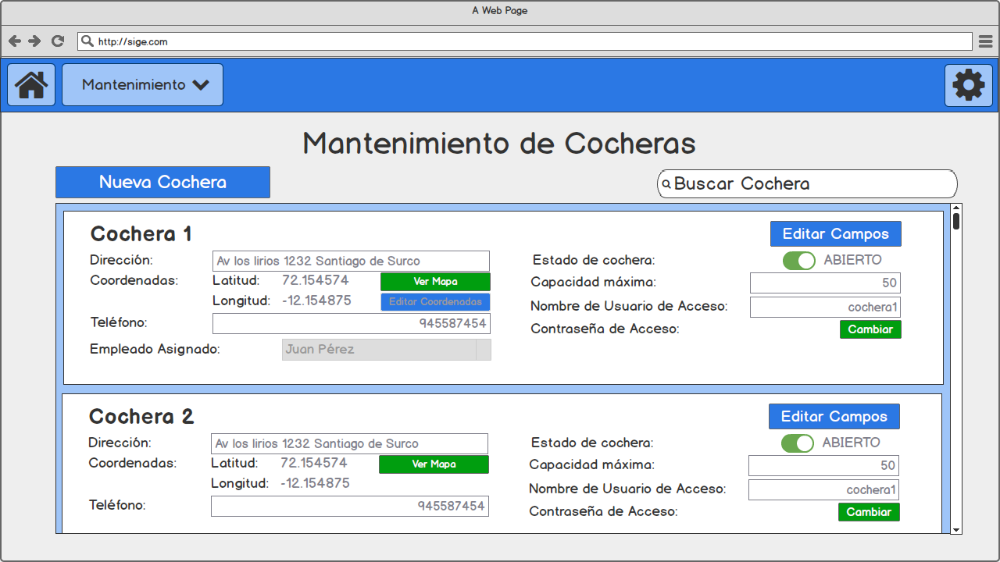 A Web Page
http://sige.com
Mantenimiento
Mantenimiento de Cocheras
Nueva Cochera
Buscar Cochera
Cochera 1
Editar Campos
Dirección: Av los lirios 1232 Santiago de Surco
Estado de cochera: ABIERTO
Coordenadas: Latitud: 72.154574 Ver Mapa
Capacidad máxima: 50
Longitud: -12.154875 Editar Coordenadas
Nombre de Usuario de Acceso: cochera1
Teléfono: 945587454
Contraseña de Acceso: Cambiar
Empleado Asignado: Juan Pérez
Cochera 2
Editar Campos
Dirección: Av los lirios 1232 Santiago de Surco
Estado de cochera: ABIERTO
Coordenadas: Latitud: 72.154574 Ver Mapa
Capacidad máxima: 50
Longitud: -12.154875
Nombre de Usuario de Acceso: cochera1
Teléfono: 945587454
Contraseña de Acceso: Cambiar